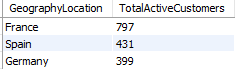 GeographyLocation TotalActiveCustomers
France 797
Spain 431
Germany 399